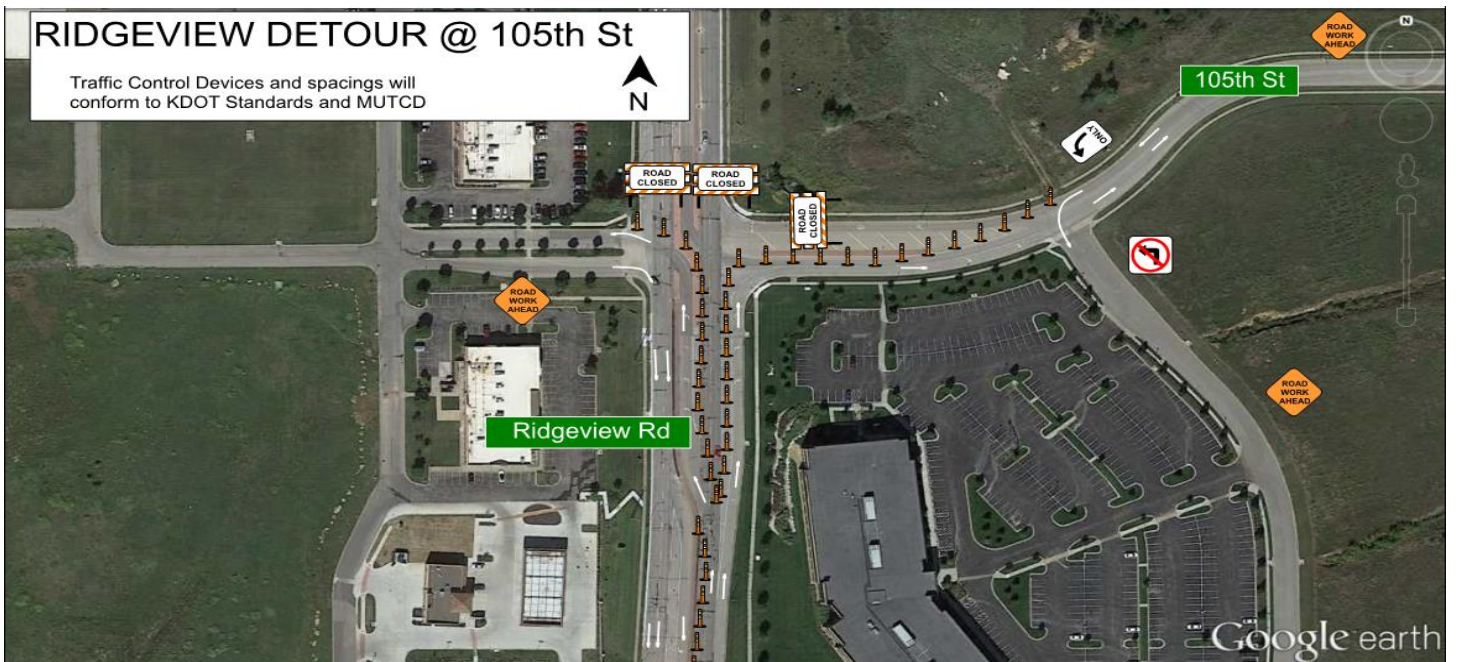 RIDGEVIEW DETOUR @ 105th St
Traffic Control Devices and spacings will
conform to KDOT Standards and MUTCD
N
N
ROAD
WORK
AHEAD
105th St
ONLY
ROAD
CLOSED
ROAD
CLOSED
ROAD
CLOSED
ROAD
WORK
AHEAD
ROAD
WORK
AHEAD
Ridgeview Rd
Google earth